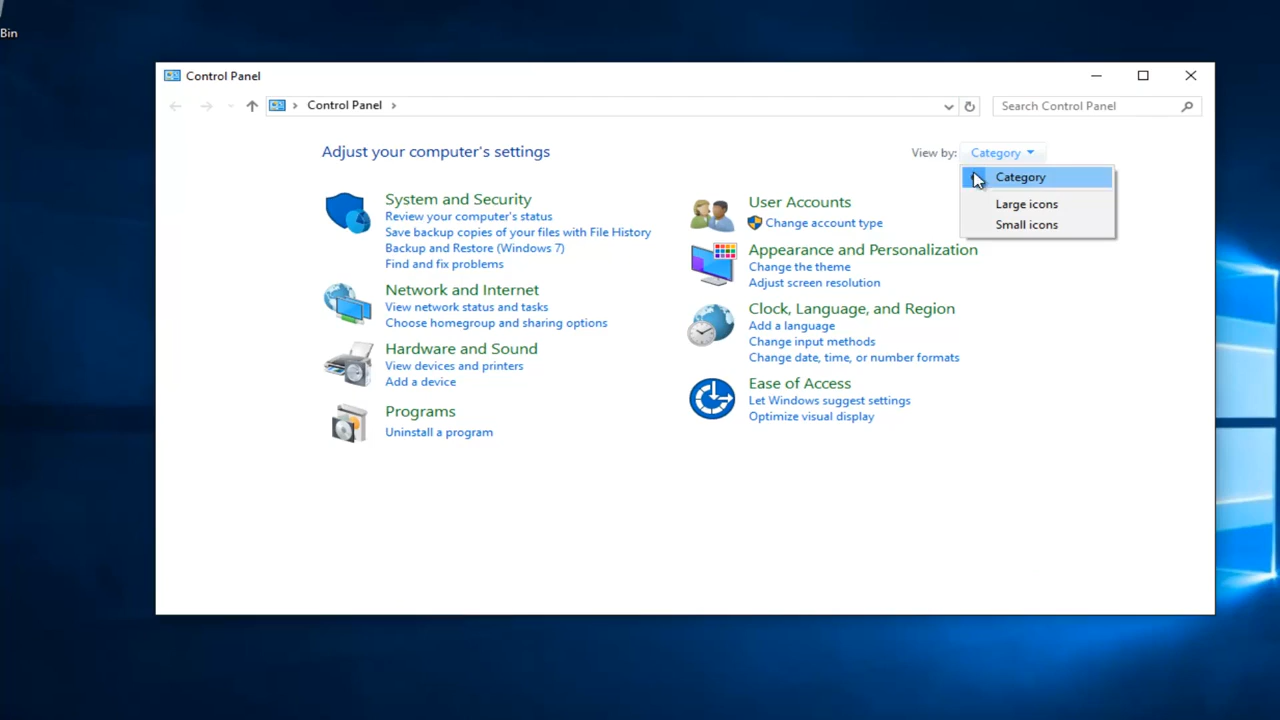 Bin
Control Panel
Control Panel
Search Control Panel
Adjust your computer's settings
View by: Category
Category
Large icons
Small icons
System and Security
Review your computer's status
Save backup copies of your files with File History
Backup and Restore (Windows 7)
Find and fix problems
Network and Internet
View network status and tasks
Choose homegroup and sharing options
Hardware and Sound
View devices and printers
Add a device
Programs
Uninstall a program
User Accounts
Change account type
Appearance and Personalization
Change the theme
Adjust screen resolution
Clock, Language, and Region
Add a language
Change input methods
Change date, time, or number formats
Ease of Access
Let Windows suggest settings
Optimize visual display